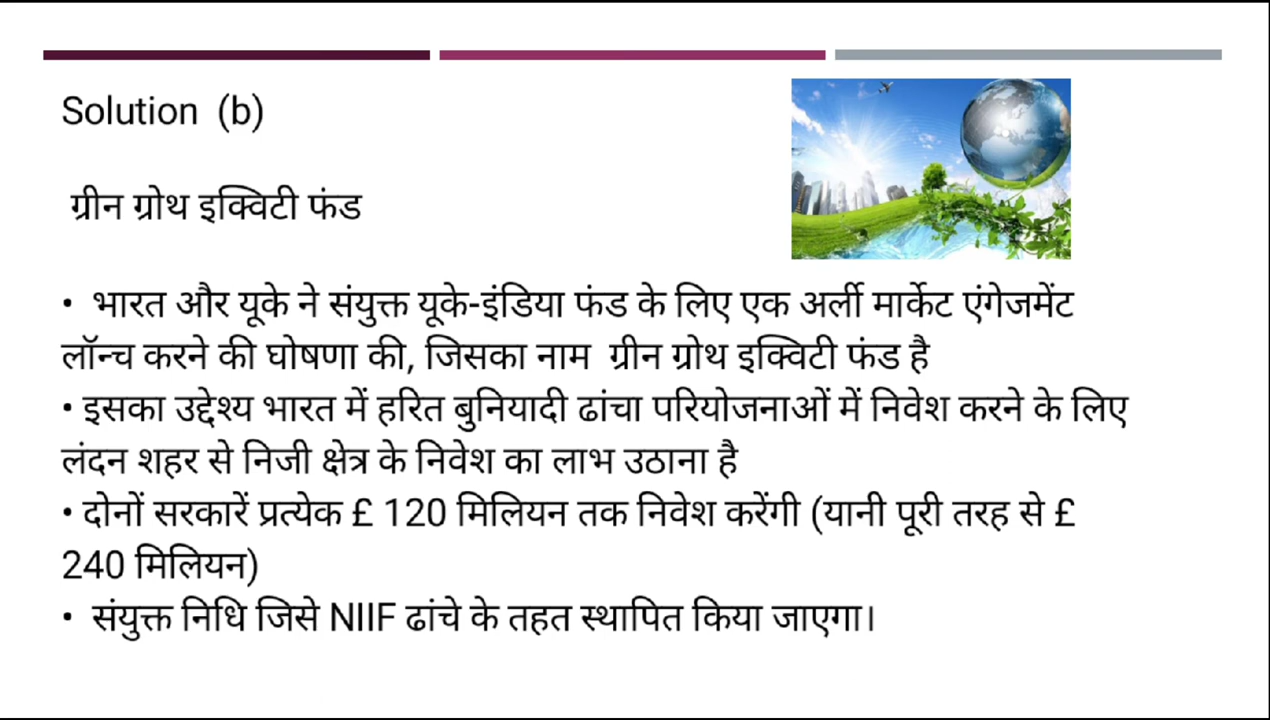 Solution (b)
ग्रीन ग्रोथ इक्विटी फंड
• भारत और यूके ने संयुक्त यूके-इंडिया फंड के लिए एक अर्ली मार्केट एंगेजमेंट
लॉन्च करने की घोषणा की, जिसका नाम ग्रीन ग्रोथ इक्विटी फंड है
• इसका उद्देश्य भारत में हरित बुनियादी ढांचा परियोजनाओं में निवेश करने के लिए
लंदन शहर से निजी क्षेत्र के निवेश का लाभ उठाना है
• दोनों सरकारें प्रत्येक £ 120 मिलियन तक निवेश करेंगी (यानी पूरी तरह से £
240 मिलियन)
• संयुक्त निधि जिसे NIIF ढांचे के तहत स्थापित किया जाएगा।